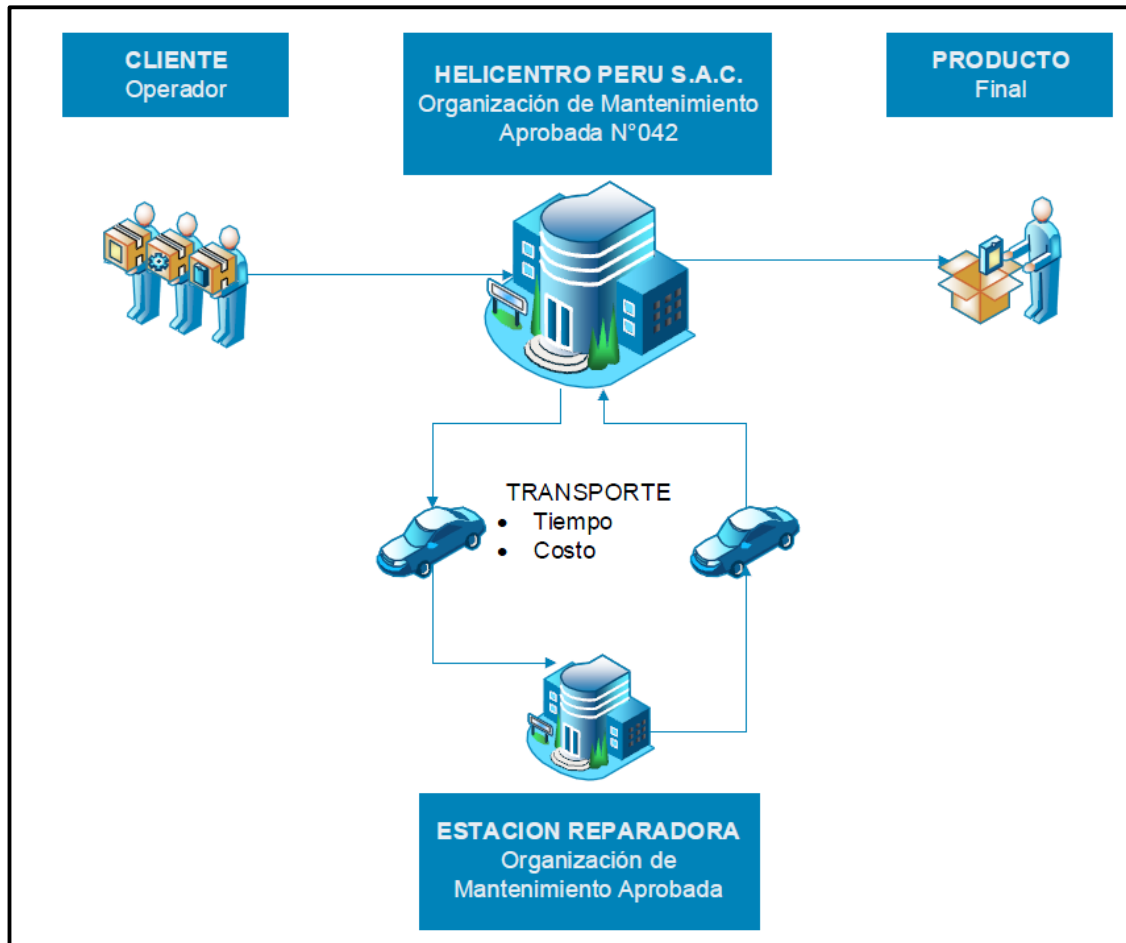 CLIENTE
Operador
HELICENTRO PERU S.A.C.
Organización de Mantenimiento
Aprobada N°042
PRODUCTO
Final
TRANSPORTE
• Tiempo
• Costo
ESTACION REPARADORA
Organización de
Mantenimiento Aprobada